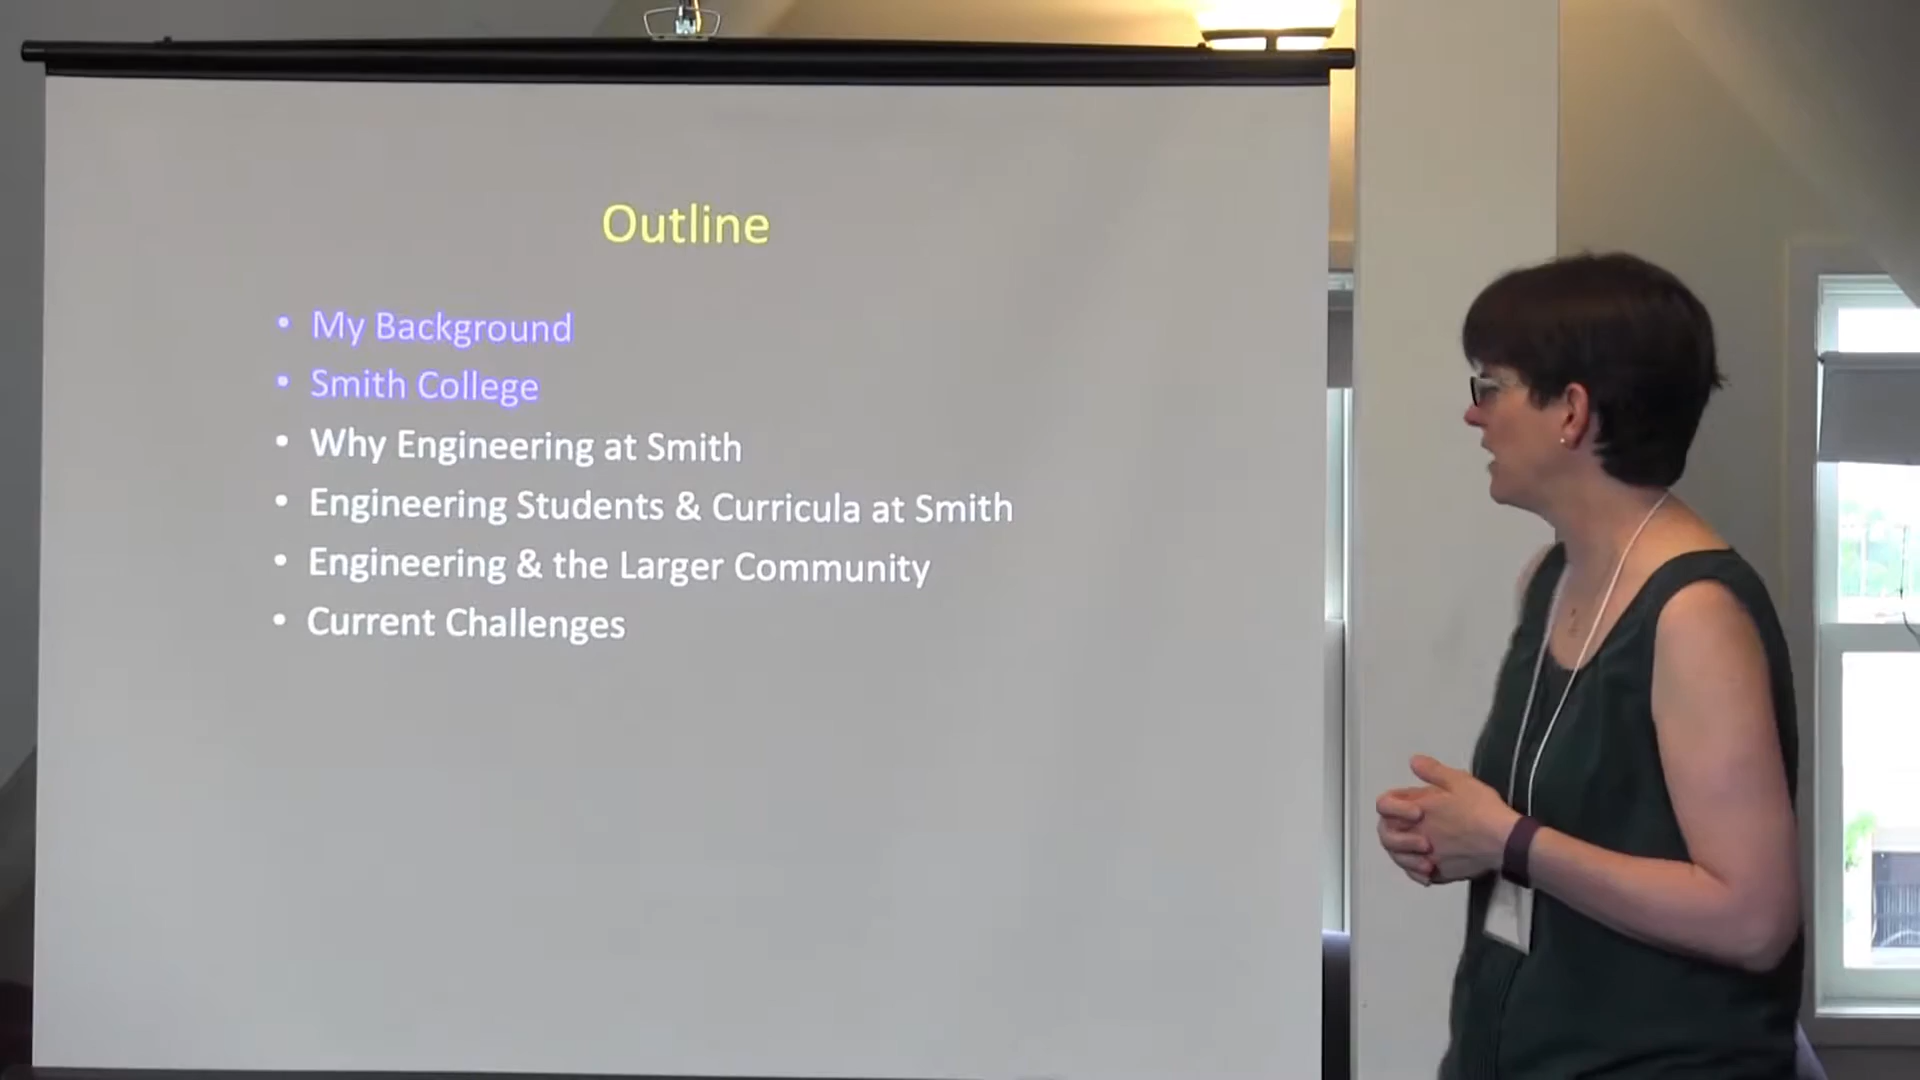 Outline
• My Background
• Smith College
• Why Engineering at Smith
• Engineering Students & Curricula at Smith
• Engineering & the Larger Community
• Current Challenges